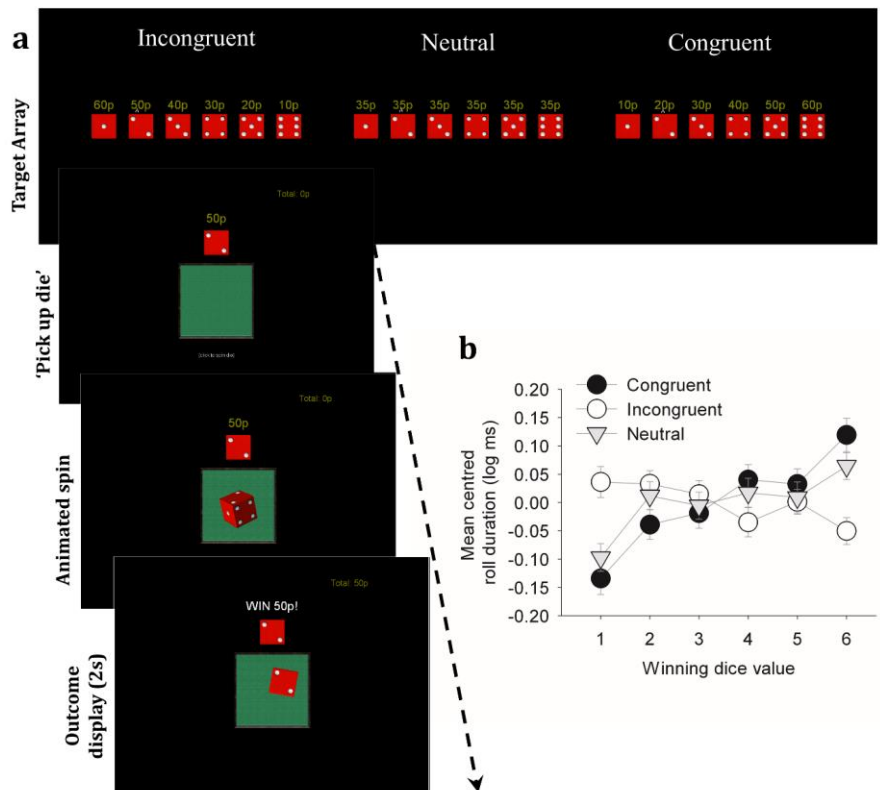 a
Incongruent Neutral Congruent
60p 50p 40p 30p 20p 10p 35p 35p 35p 35p 35p 35p 10p 20p 30p 40p 50p 60p
Target Array
Total: 0p
50p
'Pick up die'
Total: 0p
50p
Animated spin
Total: 50p
WIN 50p!
Outcome
display (2s)
b
Congruent
Incongruent
Neutral
0.20
0.15
0.10
0.05
0.00
-0.05
-0.10
-0.15
-0.20
Mean centred
roll duration (log ms)
1 2 3 4 5 6
Winning dice value